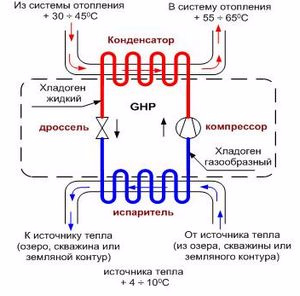 Из системы отопления
+ 30 ÷ 45⁰С
В систему отопления
+ 55 ÷ 65⁰С
Конденсатор
Хладоген
жидкий
GHP
дроссель
компрессор
Хладоген
газообразный
испаритель
К источнику тепла
(озеро, скважина или
земляной контур)
От источника тепла
(из озера, скважины или
земляного контура)
источника тепла
+ 4 ÷ 10⁰С